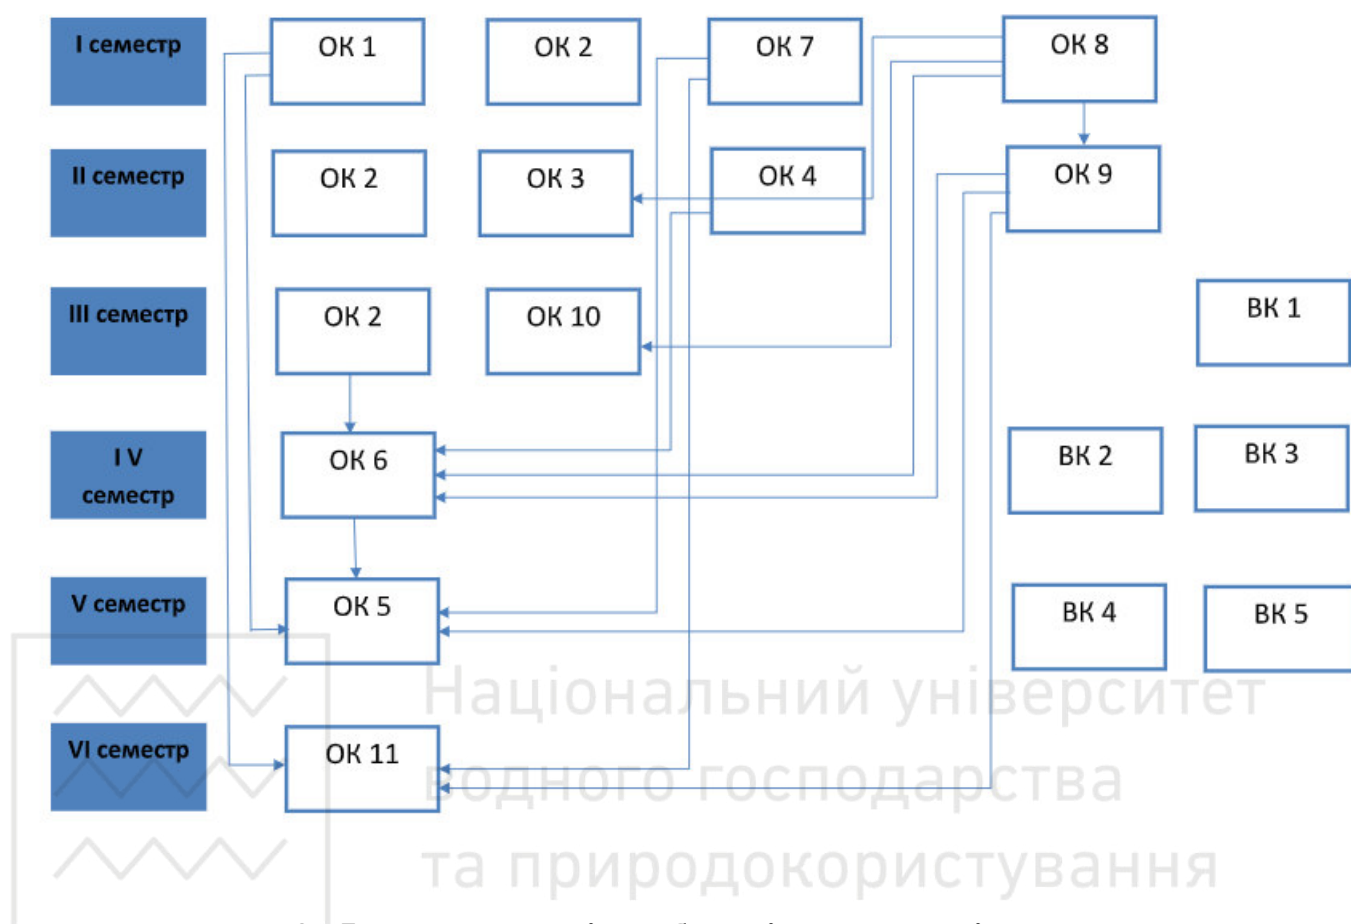 I семестр
ОК 1
ОК 2
ОК 7
ОК 8
II семестр
ОК 2
ОК 3
ОК 4
ОК 9
III семестр
ОК 2
ОК 10
ВК 1
I V
семестр
ОК 6
ВК 2
ВК 3
V семестр
ОК 5
ВК 4
ВК 5
Національний університет
VI семестр
ОК 11
водного господарства
та природокористування